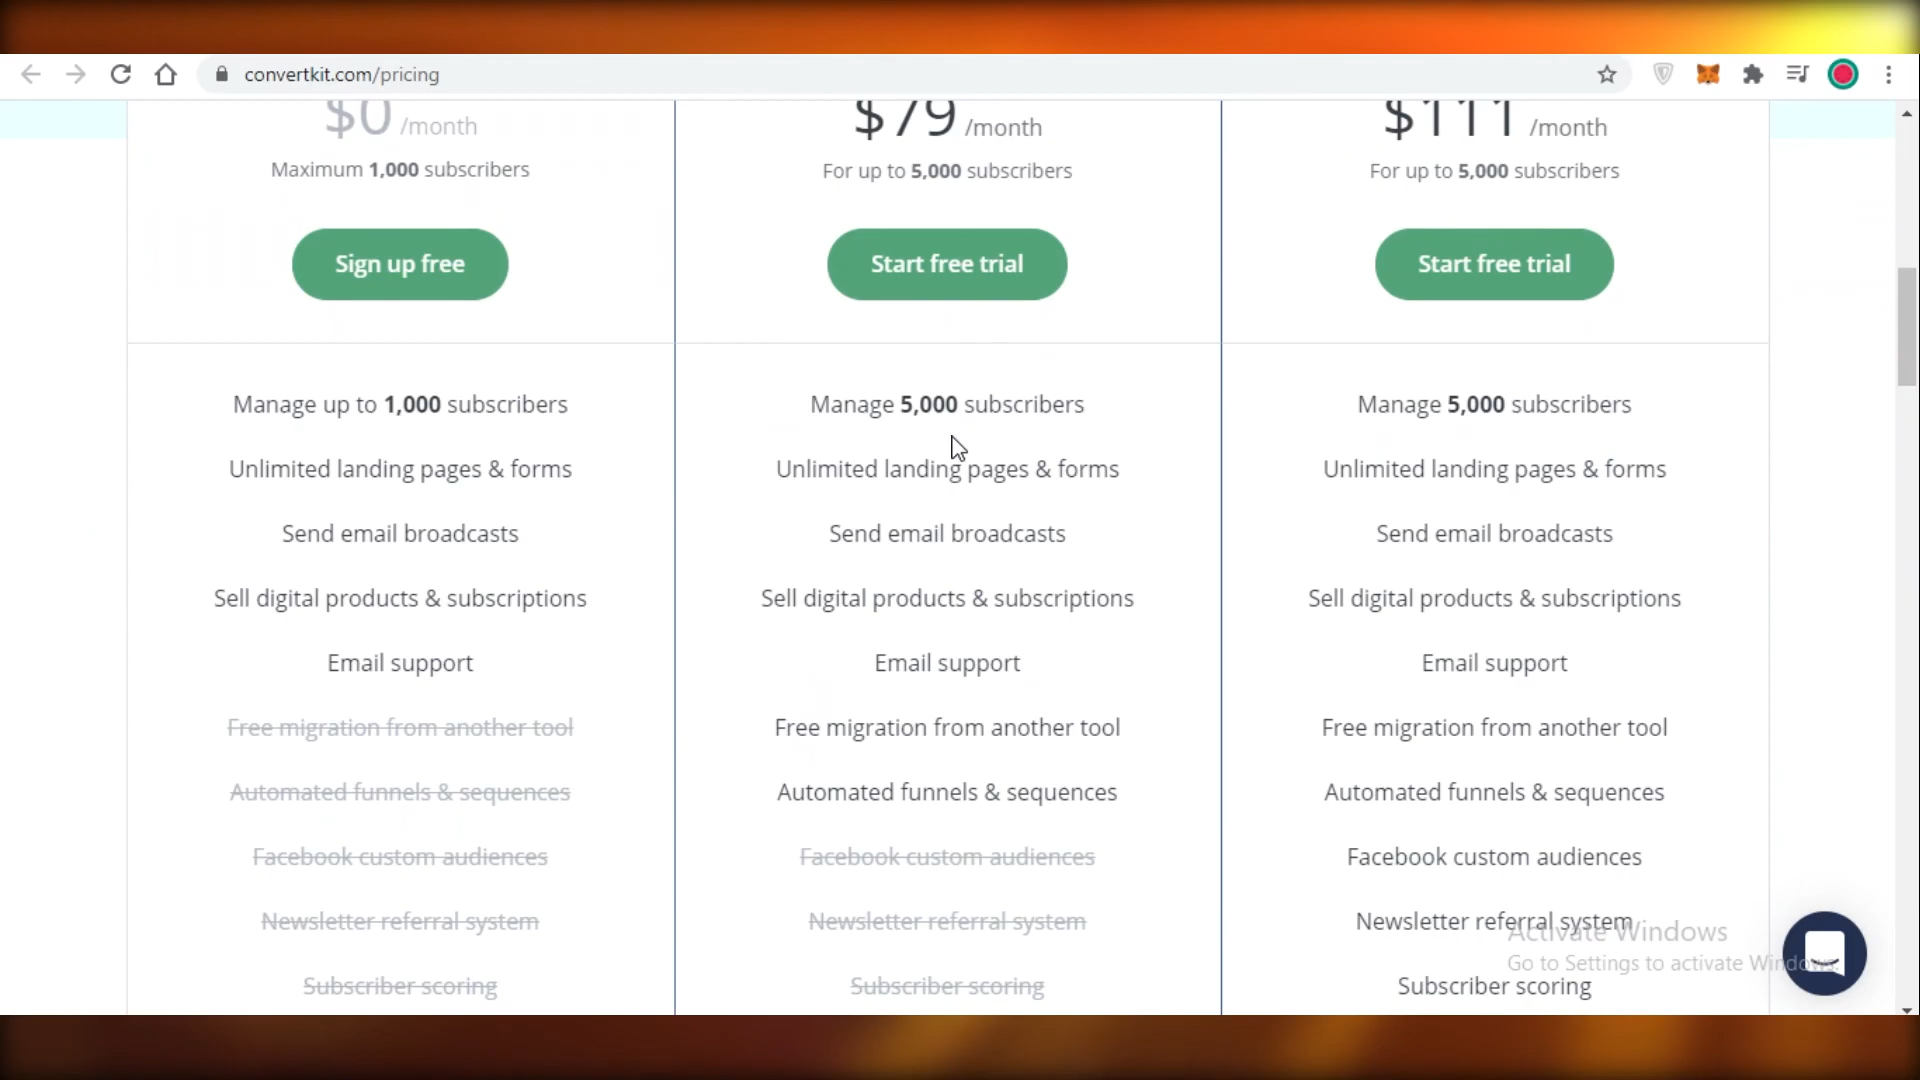 convertkit.com/pricing
$0 /month
$79 /month
$111 /month
Maximum 1,000 subscribers
For up to 5,000 subscribers
For up to 5,000 subscribers
Sign up free
Start free trial
Start free trial
Manage up to 1,000 subscribers
Manage 5,000 subscribers
Manage 5,000 subscribers
Unlimited landing pages & forms
Unlimited landing pages & forms
Unlimited landing pages & forms
Send email broadcasts
Send email broadcasts
Send email broadcasts
Sell digital products & subscriptions
Sell digital products & subscriptions
Sell digital products & subscriptions
Email support
Email support
Email support
Free migration from another tool
Free migration from another tool
Free migration from another tool
Automated funnels & sequences
Automated funnels & sequences
Automated funnels & sequences
Facebook custom audiences
Facebook custom audiences
Facebook custom audiences
Newsletter referral system
Newsletter referral system
Newsletter referral system
Activate Windows
Go to Settings to activate Windows.
Subscriber scoring
Subscriber scoring
Subscriber scoring